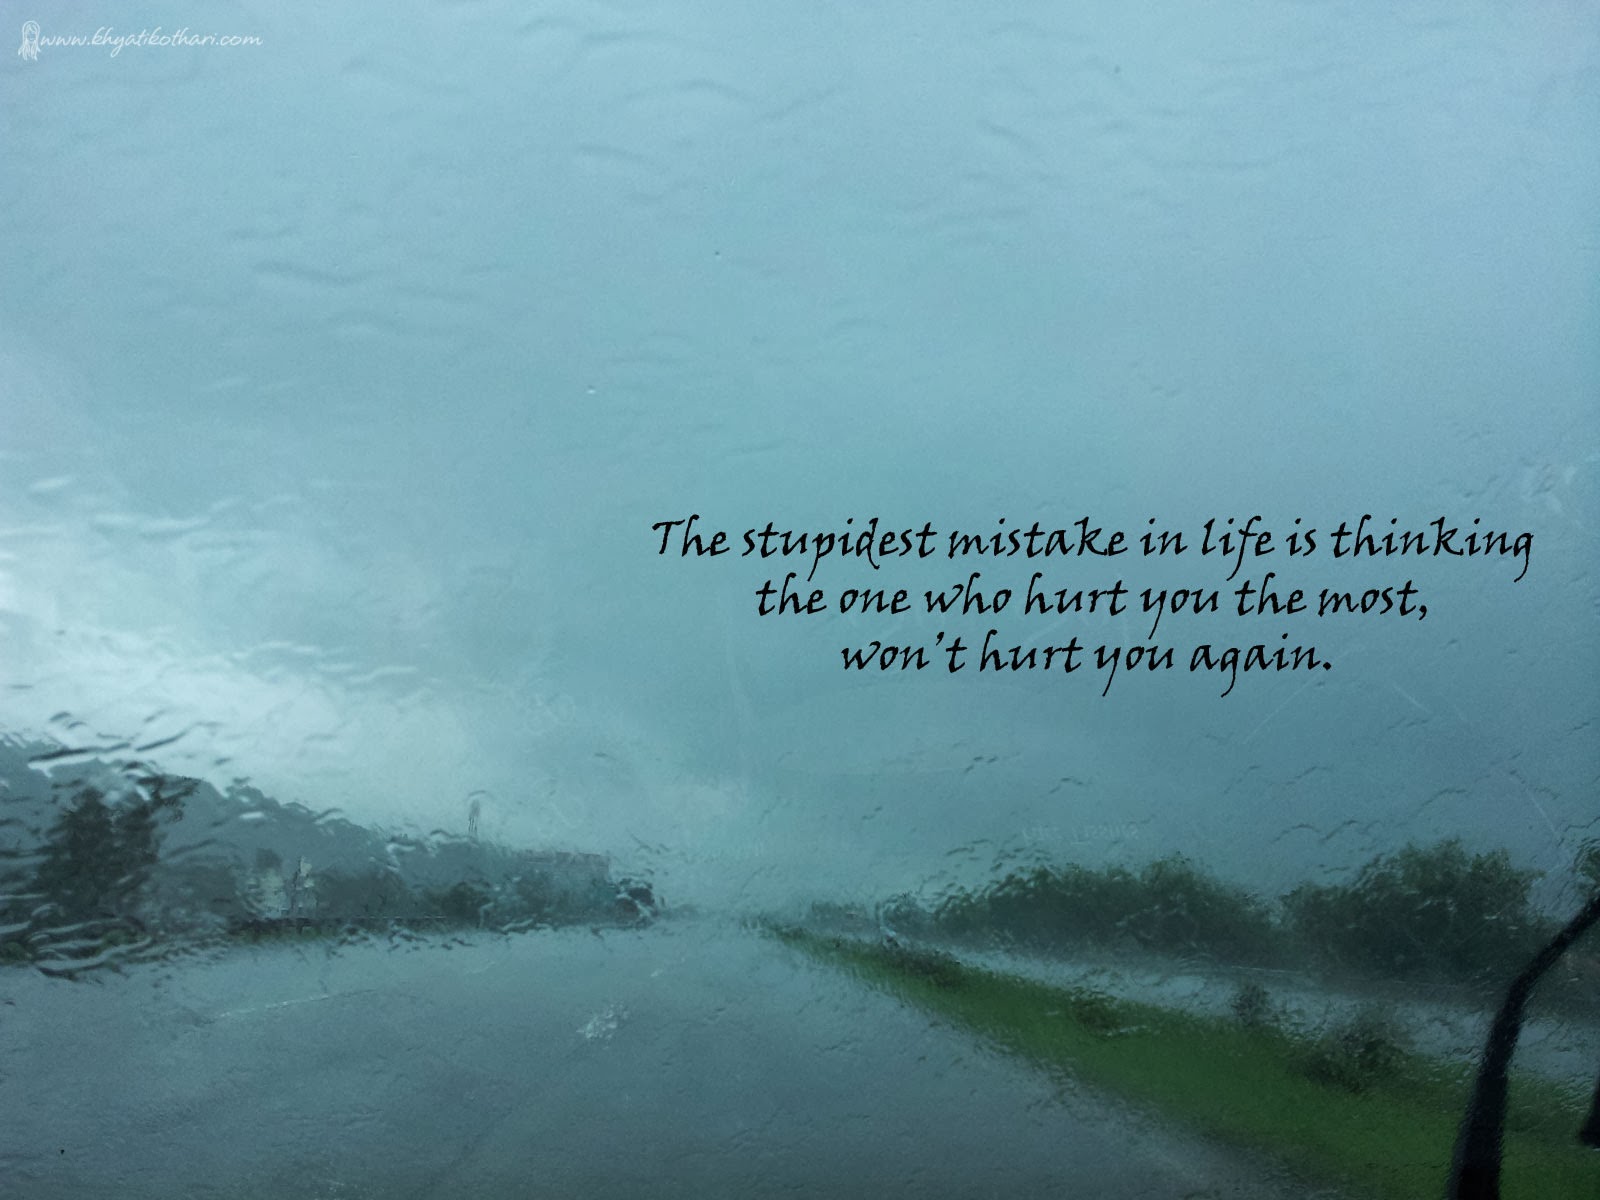 www.khyatikothari.com
The stupidest mistake in life is thinking
the one who hurt you the most,
won't hurt you again.